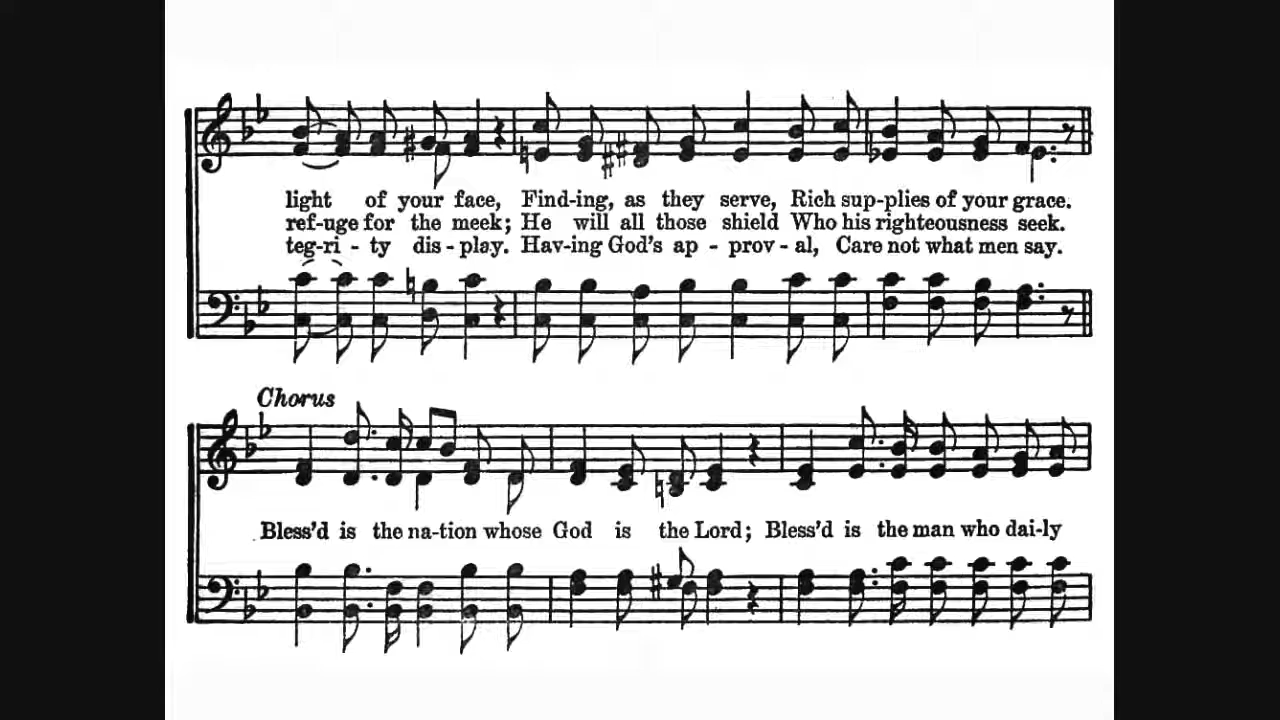 light of your face, Find-ing, as they serve, Rich sup-plies of your grace.
ref-uge for the meek; He will all those shield Who his righteousness seek.
teg-ri - ty dis-play. Hav-ing God's ap - prov - al, Care not what men say.
Chorus
Bless'd is the na-tion whose God is the Lord; Bless'd is the man who dai-ly